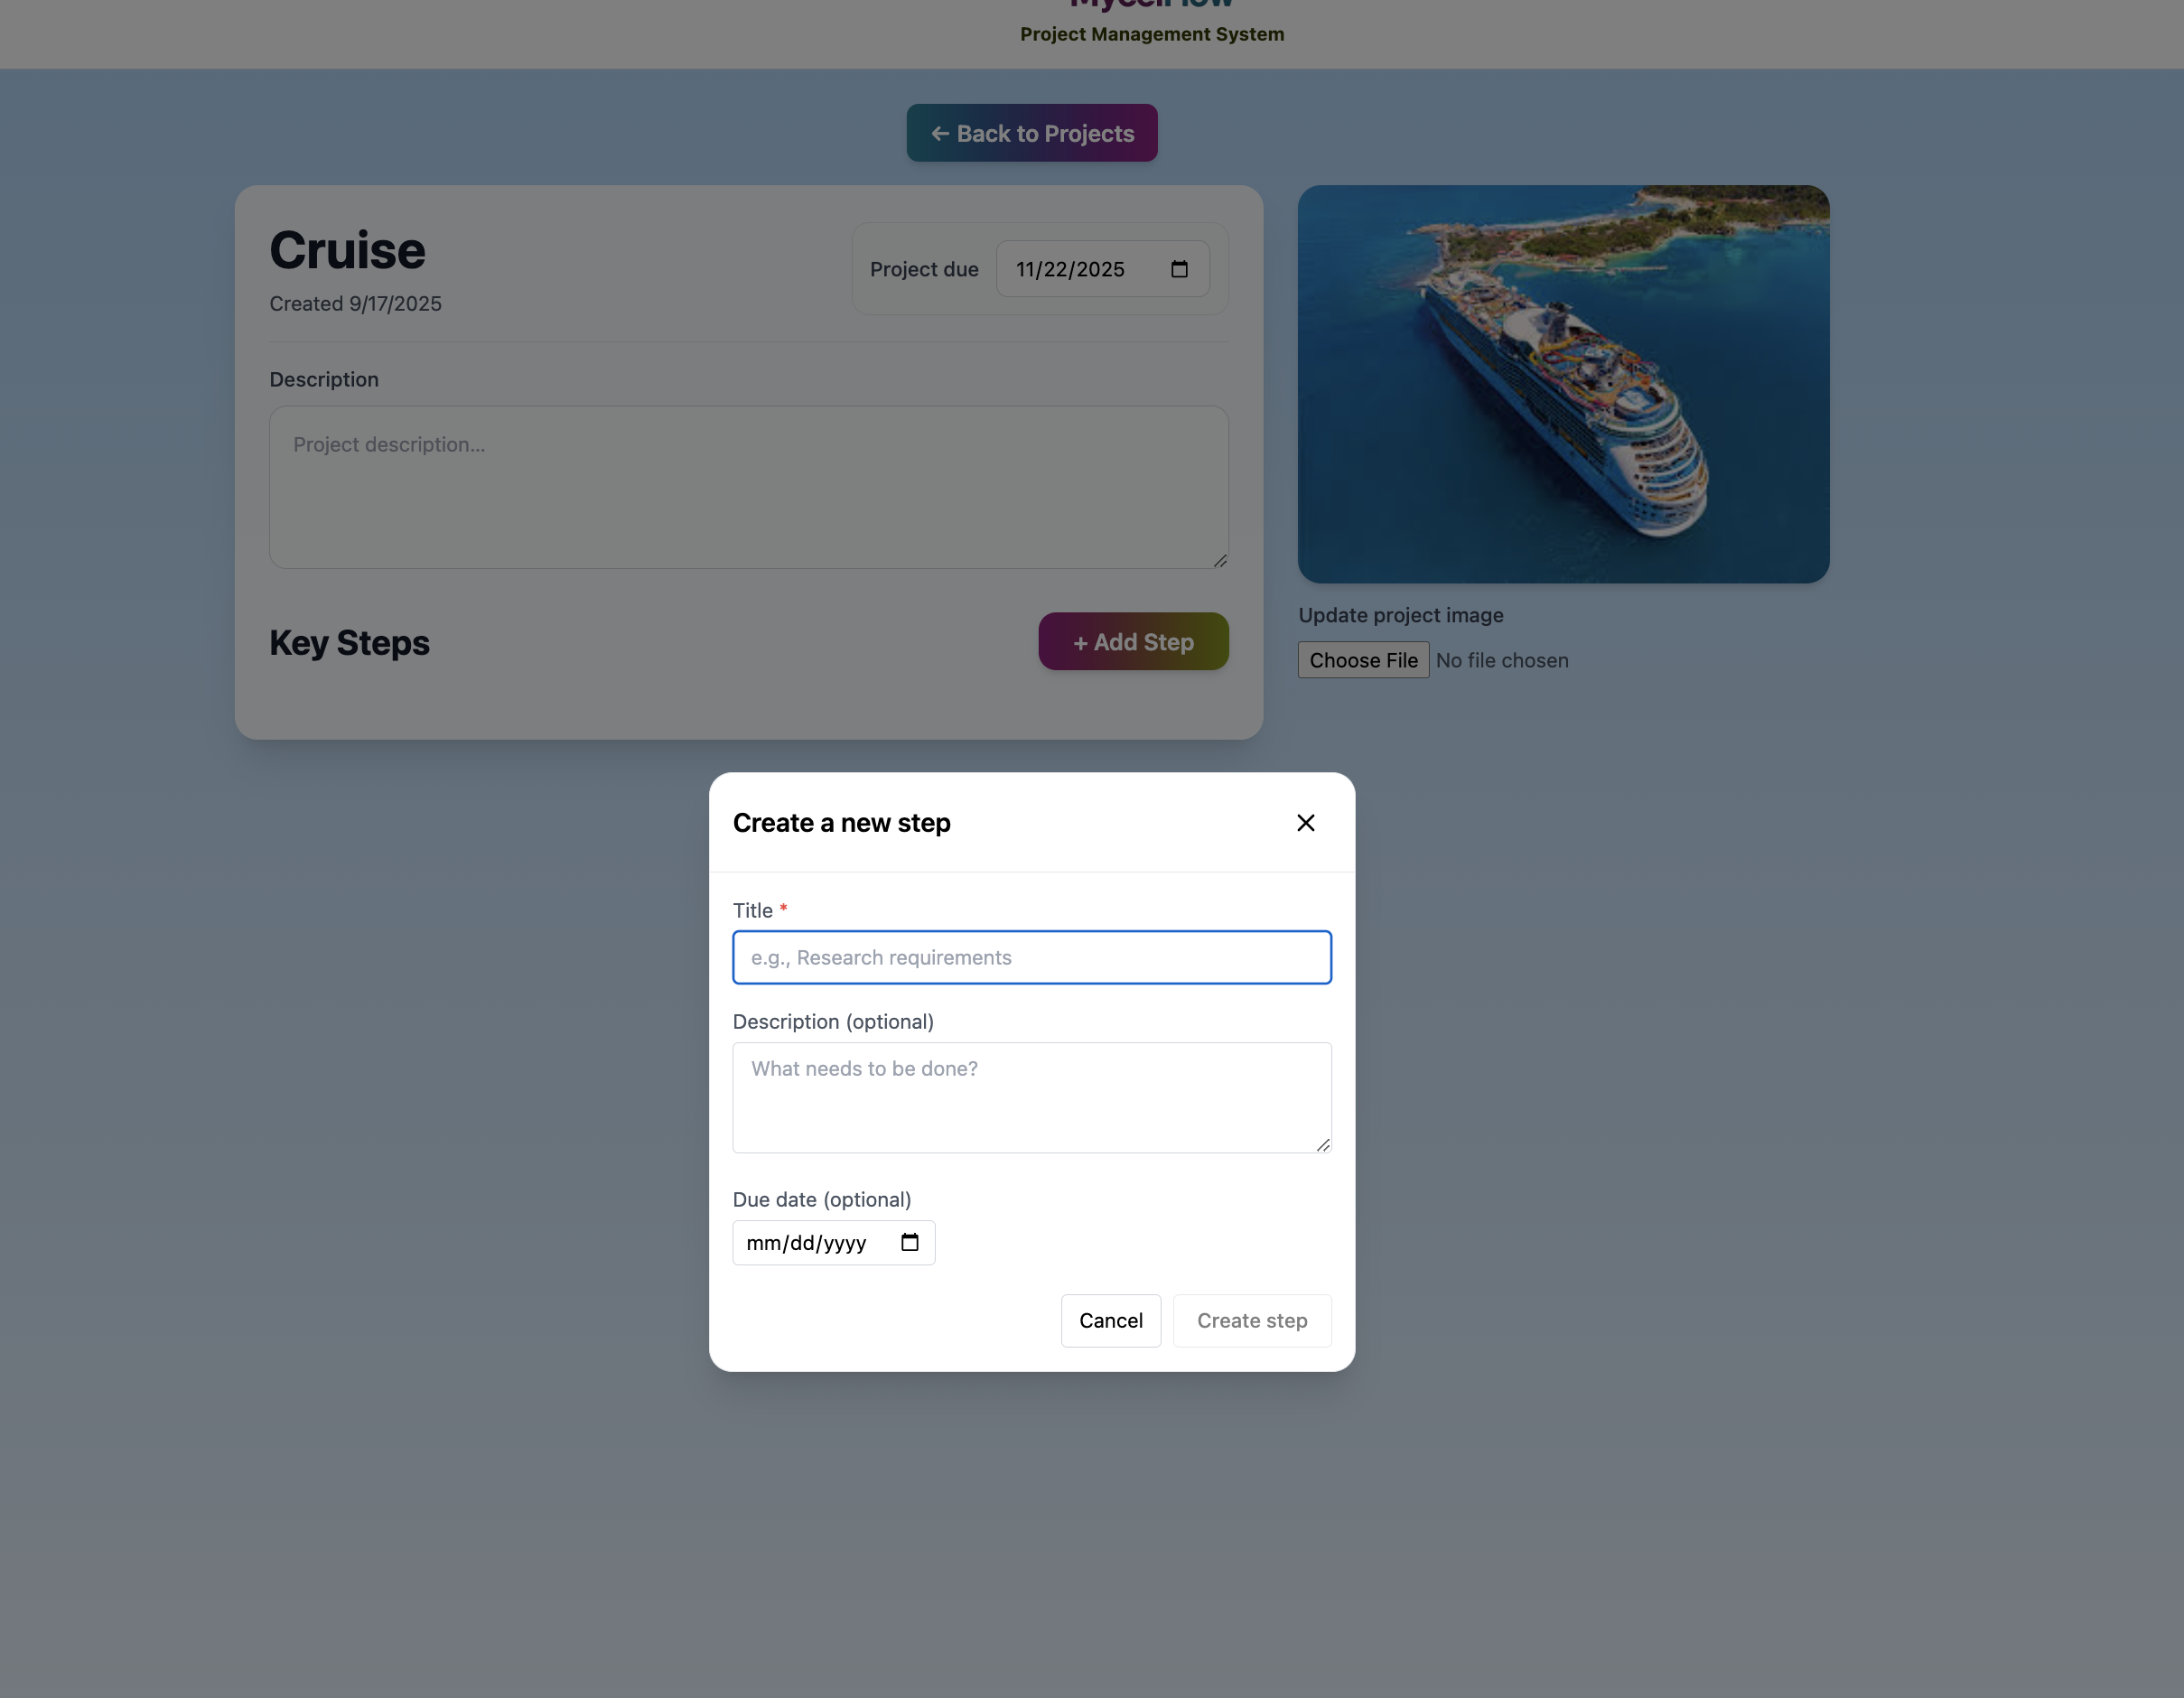 MycelFlow
Project Management System
← Back to Projects
Cruise
Created 9/17/2025
Project due 11/22/2025
Description
Project description...
Key Steps
+ Add Step
Update project image
Choose File No file chosen
Create a new step
Title *
e.g., Research requirements
Description (optional)
What needs to be done?
Due date (optional)
mm/dd/yyyy
Cancel
Create step